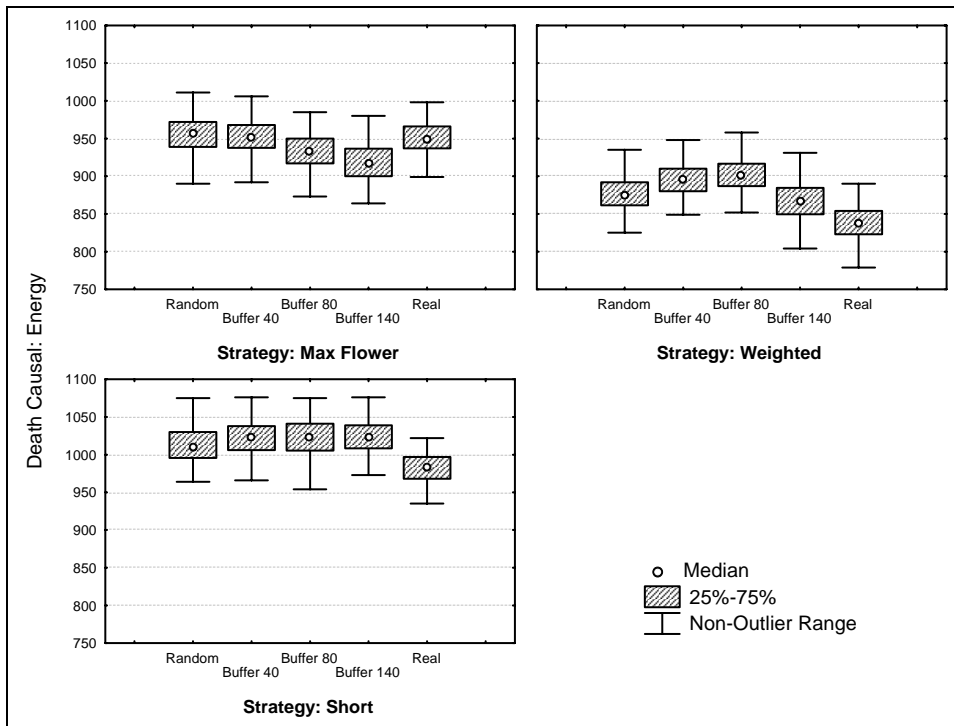 Death Causal: Energy
1100
1050
1000
950
900
850
800
750
Random
Buffer 40
Buffer 80
Buffer 140
Real
Strategy: Max Flower
Random
Buffer 40
Buffer 80
Buffer 140
Real
Strategy: Weighted
1100
1050
1000
950
900
850
800
750
Random
Buffer 40
Buffer 80
Buffer 140
Real
Strategy: Short
Median
25%-75%
Non-Outlier Range